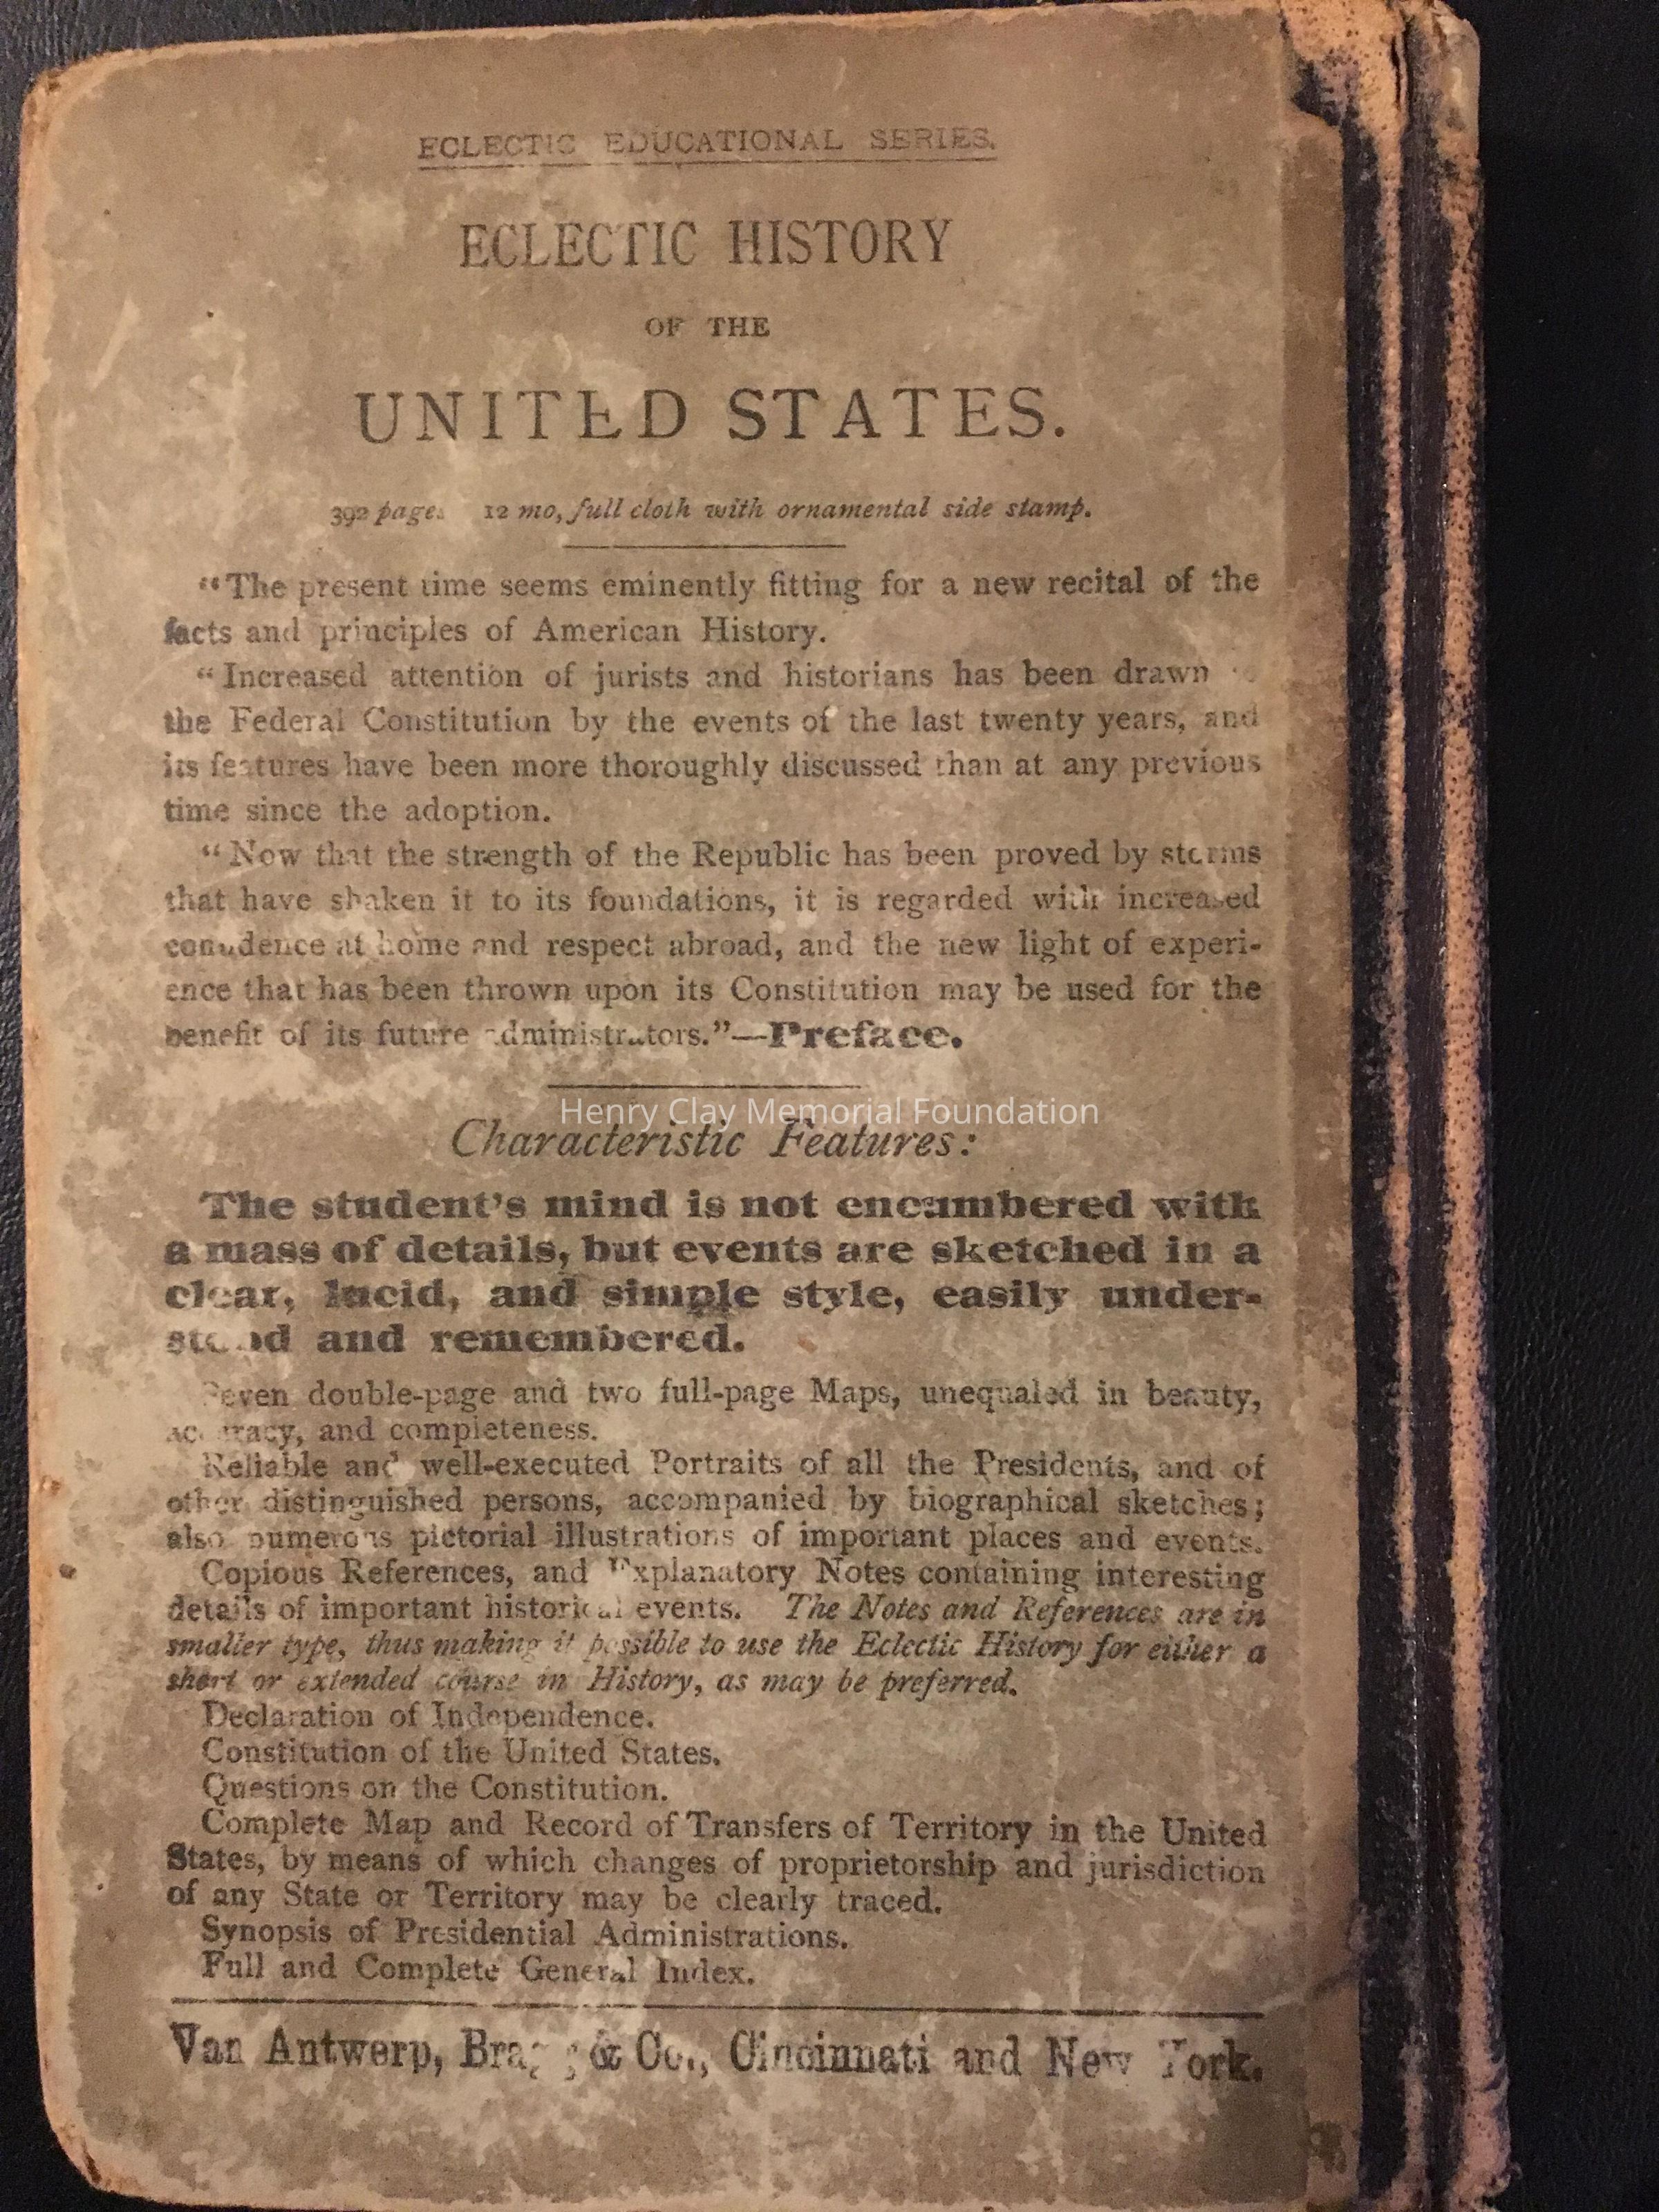 ECLECTIC EDUCATIONAL SERIES.
ECLECTIC HISTORY
OF THE
UNITED STATES.
392 pages 12 mo, full cloth with ornamental side stamp.
“The present time seems eminently fitting for a new recital of the
facts and principles of American History.
“Increased attention of jurists and historians has been drawn
the Federal Constitution by the events of the last twenty years, and
its features have been more thoroughly discussed than at any previous
time since the adoption.
“Now that the strength of the Republic has been proved by storms
that have shaken it to its foundations, it is regarded with increased
confidence at home and respect abroad, and the new light of experi-
ence that has been thrown upon its Constitution may be used for the
benefit of its future administrators.”—Preface.
Henry Clay Memorial Foundation
Characteristic Features:
The student’s mind is not encumbered with
a mass of details, but events are sketched in a
clear, lucid, and simple style, easily under-
stood and remembered.
Seven double-page and two full-page Maps, unequaled in beauty,
accuracy, and completeness.
Reliable and well-executed Portraits of all the Presidents, and of
other distinguished persons, accompanied by biographical sketches;
also numerous pictorial illustrations of important places and events.
Copious References, and Explanatory Notes containing interesting
details of important historical events. The Notes and References are in
smaller type, thus making it possible to use the Eclectic History for either a
short or extended course in History, as may be preferred.
Declaration of Independence.
Constitution of the United States.
Questions on the Constitution.
Complete Map and Record of Transfers of Territory in the United
States, by means of which changes of proprietorship and jurisdiction
of any State or Territory may be clearly traced.
Synopsis of Presidential Administrations.
Full and Complete General Index.
Van Antwerp, Bragg & Co., Cincinnati and New York.